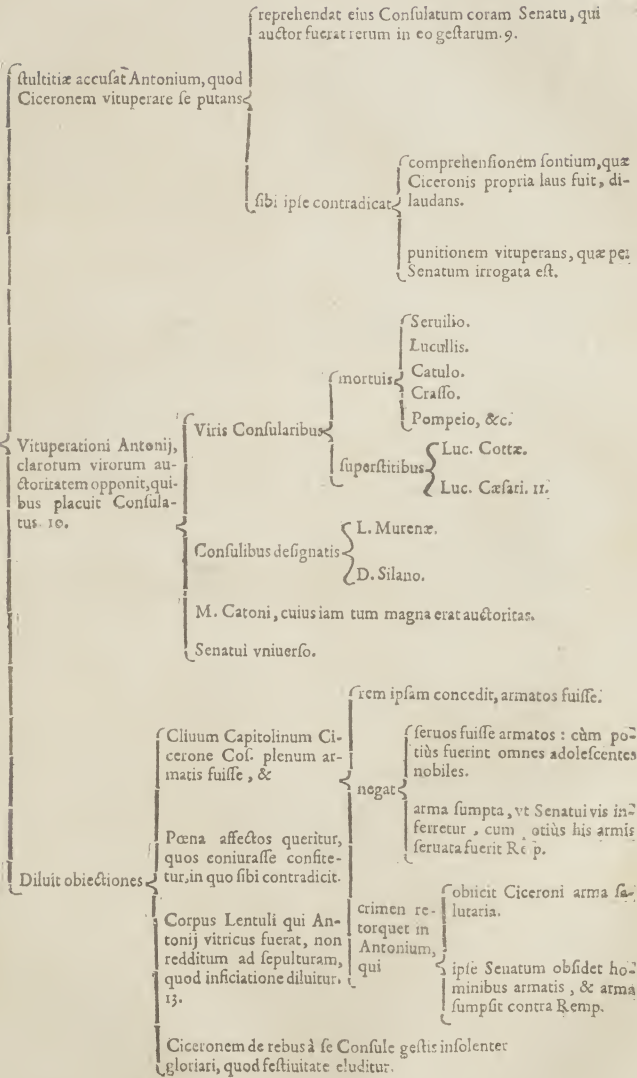 reprehendat eius Conſulatum coram Senatu, qui
auctor fuerat rerum in eo geſtarum. 9.
ſtultitiæ accuſat Antonium, quod
Ciceronem vituperare ſe putans
ſibi ipſe contradicat
comprehenſionem ſontium, quæ
Ciceronis propria laus fuit, di-
laudans.
punitionem vituperans, quæ per
Senatum irrogata eſt.
Vituperationi Antonij,
clarorum virorum au-
ctoritatem opponit, qui-
bus placuit Conſula-
tus. 10.
Viris Conſularibus
mortuis
Seruilio.
Lucullis.
Catulo.
Craſſo.
Pompeio, &c.
ſuperſtitibus
Luc. Cottæ.
Luc. Cæſari. 11.
Conſulibus deſignatis
L. Murenæ.
D. Silano.
M. Catoni, cuius iam tum magna erat auctoritas.
Senatui vniuerſo.
Diluit obiectiones
Cliuum Capitolinum Ci-
cerone Coſ. plenum ar-
matis fuiſſe, &
rem ipſam concedit, armatos fuiſſe.
negat
ſeruos fuiſſe armatos : cùm po-
tiùs fuerint omnes adoleſcentes
nobiles.
arma ſumpta, vt Senatui vis in-
ferretur, cum otiùs his armis
ſeruata fuerit Re p.
crimen re-
torquet in
Antonium,
qui
obiicit Ciceroni arma ſa-
lutaria.
ipſe Senatum obſidet ho-
minibus armatis, & arma
ſumpſit contra Remp.
Pœna affectos queritur,
quos coniuraſſe confite-
tur, in quo ſibi contradicit.
Corpus Lentuli qui An-
tonij vitricus fuerat, non
redditum ad ſepulturam,
quod inficiatione diluitur.
13.
Ciceronem de rebus à ſe Conſule geſtis inſolenter
gloriari, quod feſtiuitate eluditur.